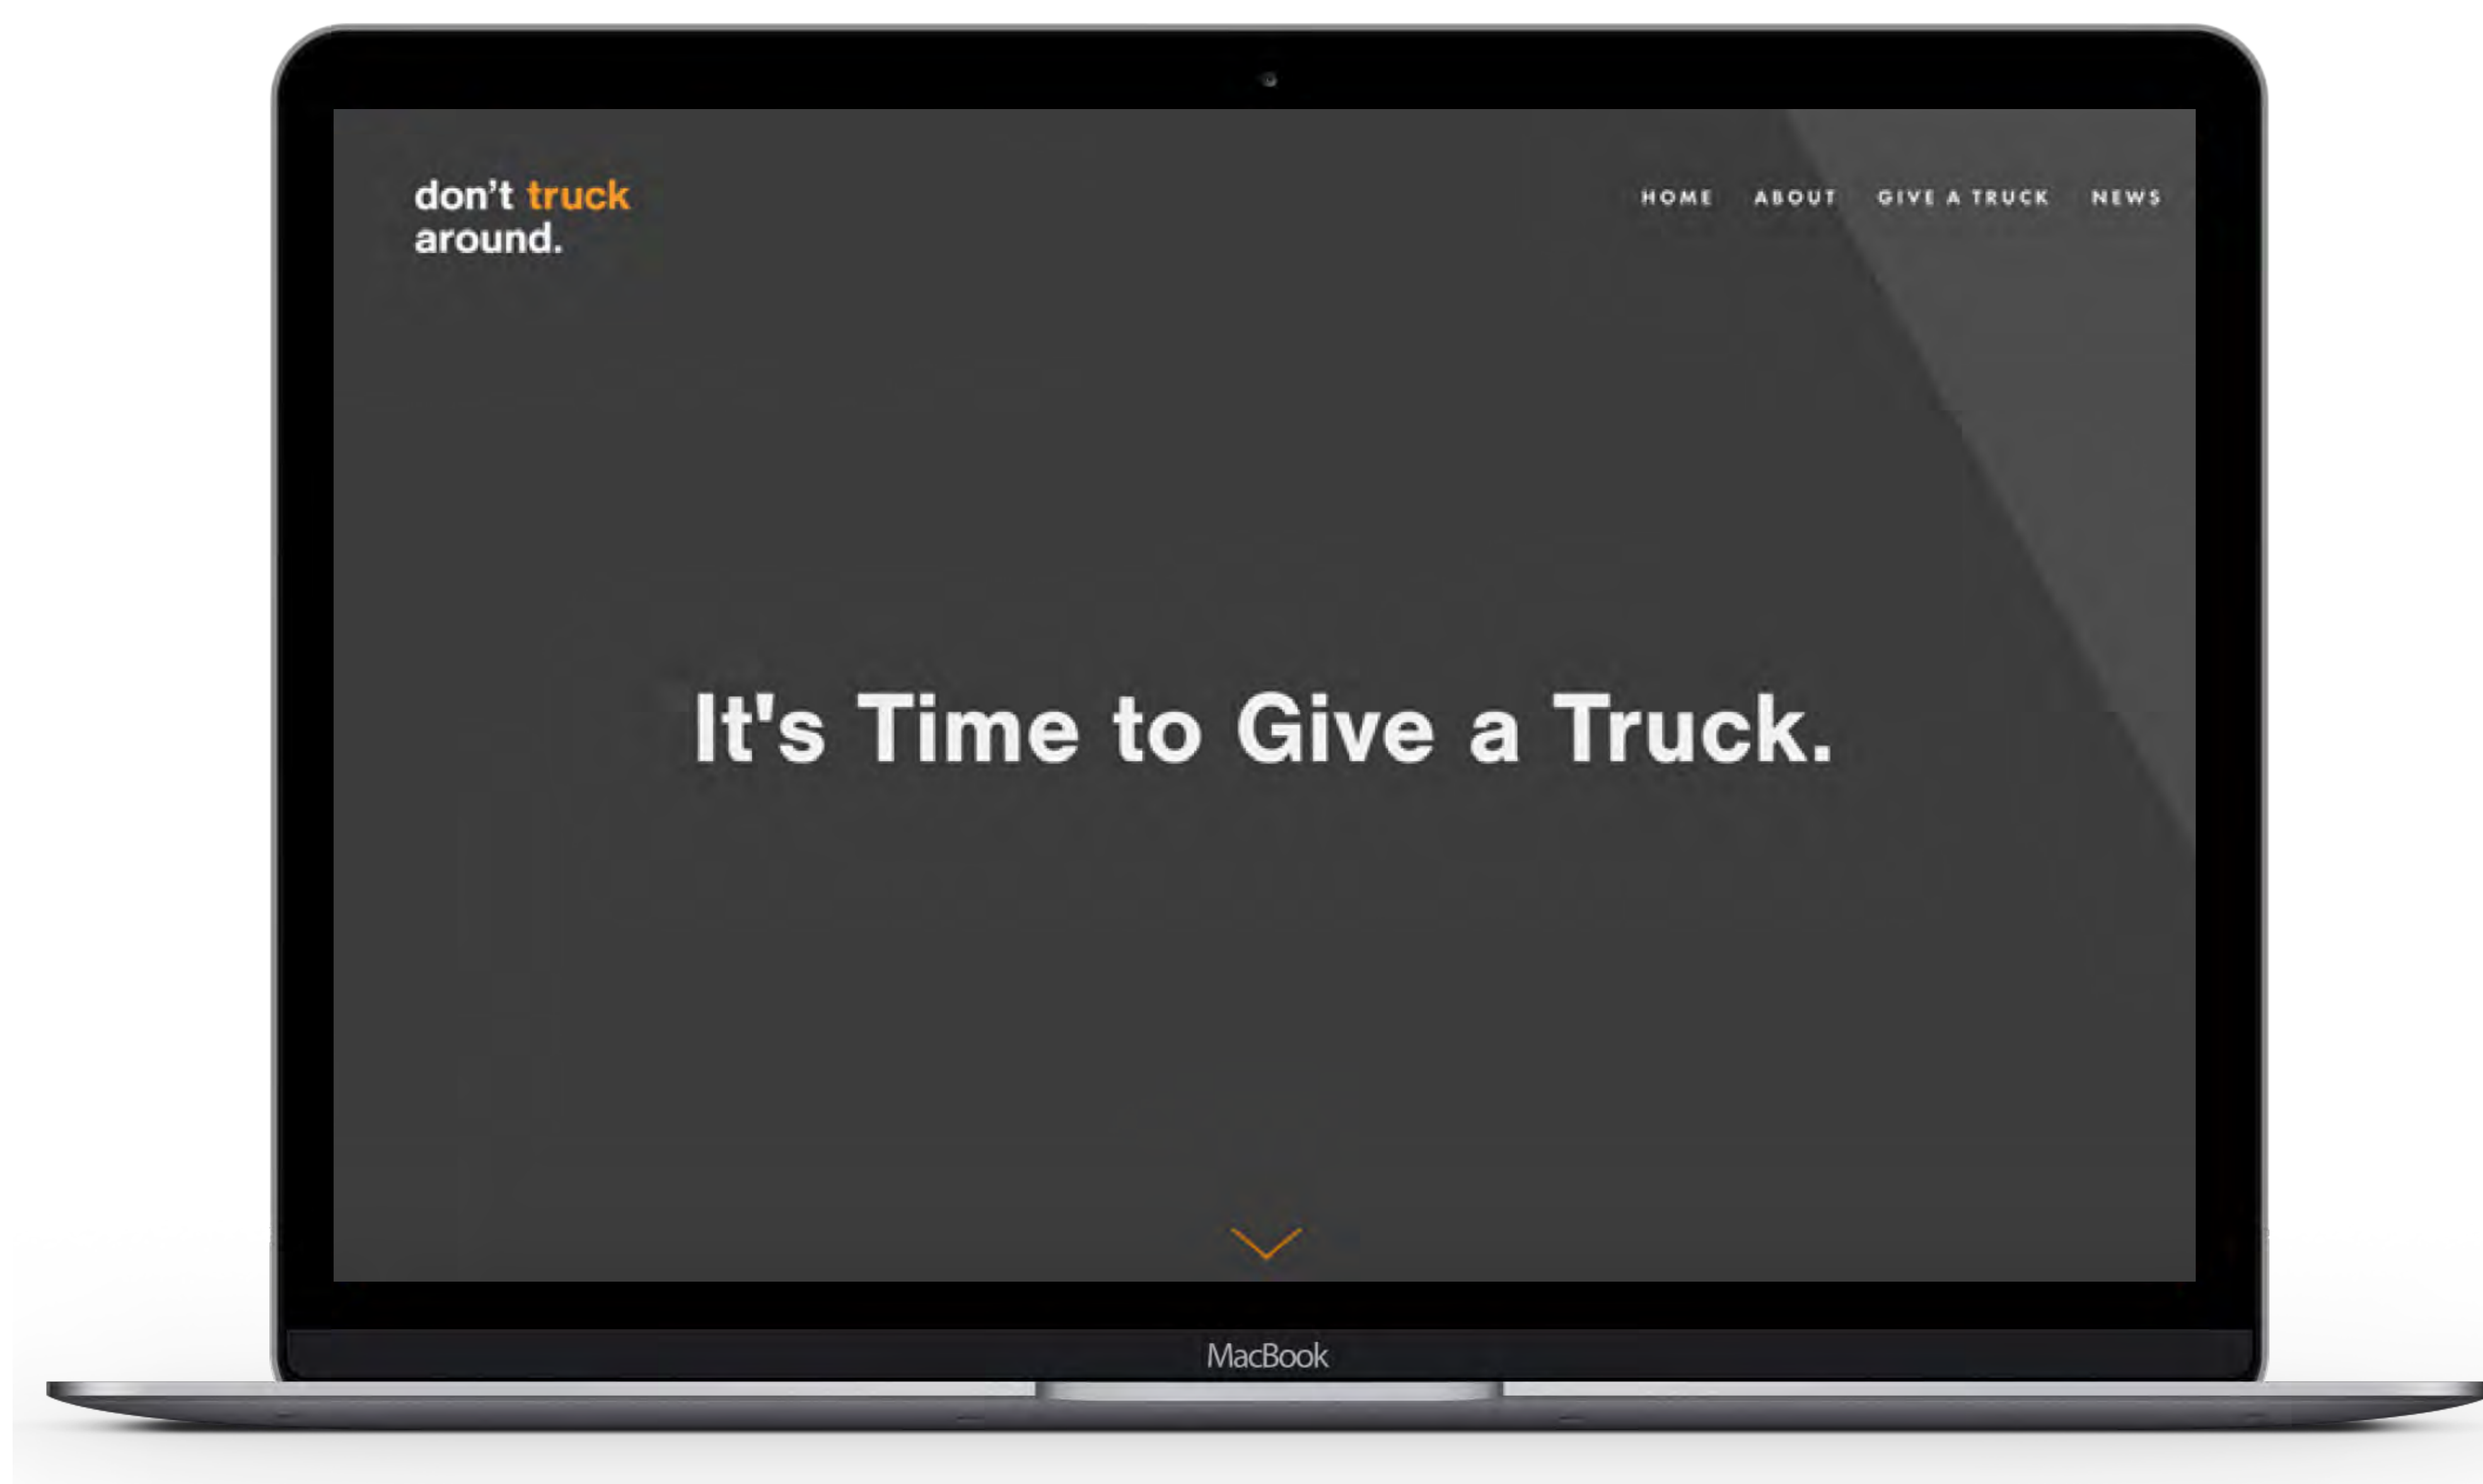 don't truck
around.
HOME ABOUT GIVE A TRUCK NEWS
It's Time to Give a Truck.
MacBook